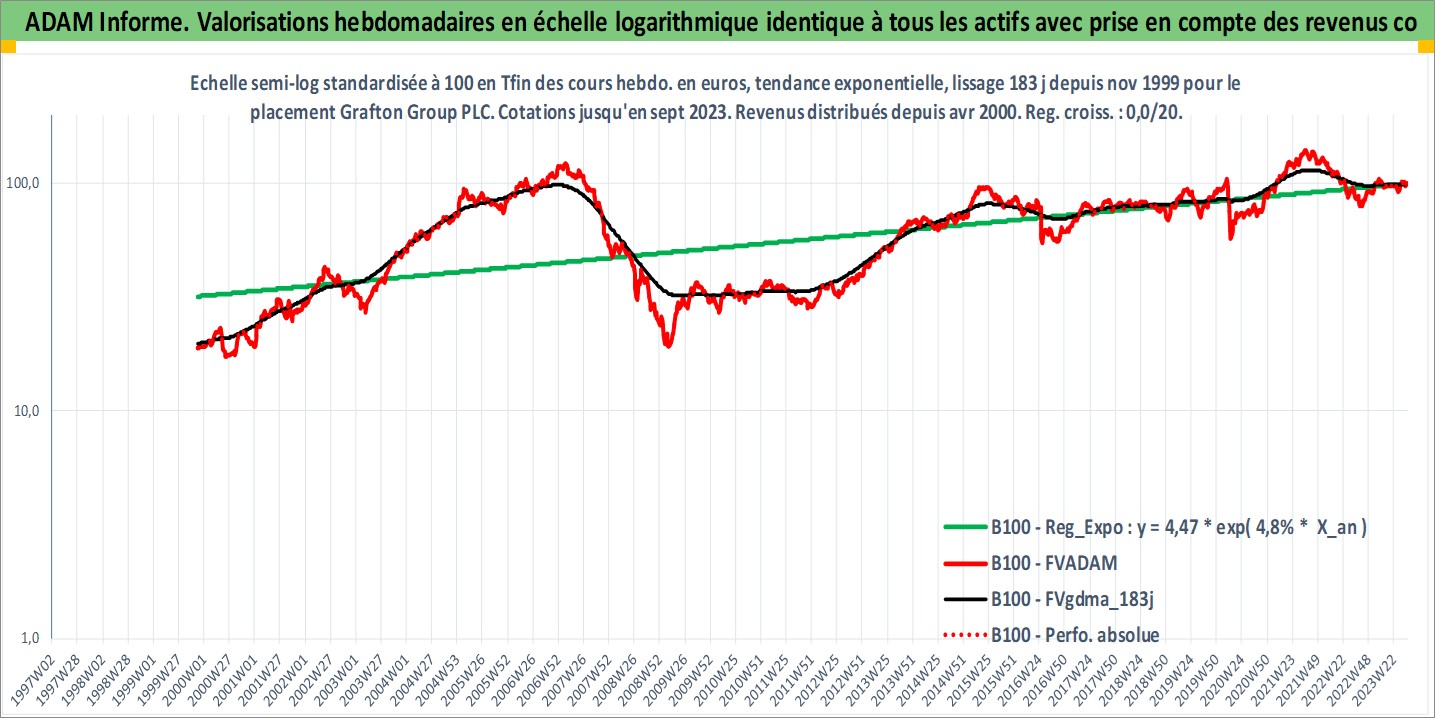 ADAM Informe. Valorisations hebdomadaires en échelle logarithmique identique à tous les actifs avec prise en compte des revenus co
Echelle semi-log standardisée à 100 en Tfin des cours hebdo. en euros, tendance exponentielle, lissage 183 j depuis nov 1999 pour le
placement Grafton Group PLC. Cotations jusqu'en sept 2023. Revenus distribués depuis avr 2000. Reg. croiss. : 0,0/20.
100,0
10,0
1,0
B100 - Reg_Expo : y = 4,47 * exp( 4,8% * X_an )
B100 - FVADAM
B100 - FVgdma_183j
B100 - Perfo. absolue
1997W02
1997W28
1998W02
1998W28
1999W01
1999W27
2000W01
2000W27
2001W01
2001W27
2002W01
2002W27
2003W01
2003W27
2004W01
2004W27
2004W53
2005W26
2005W52
2006W26
2006W52
2007W26
2007W52
2008W26
2008W52
2009W26
2009W52
2010W25
2010W51
2011W25
2011W51
2012W25
2012W51
2013W25
2013W51
2014W25
2014W51
2015W25
2015W51
2016W24
2016W50
2017W24
2017W50
2018W24
2018W50
2019W24
2019W50
2020W24
2020W50
2021W23
2021W49
2022W22
2022W48
2023W22